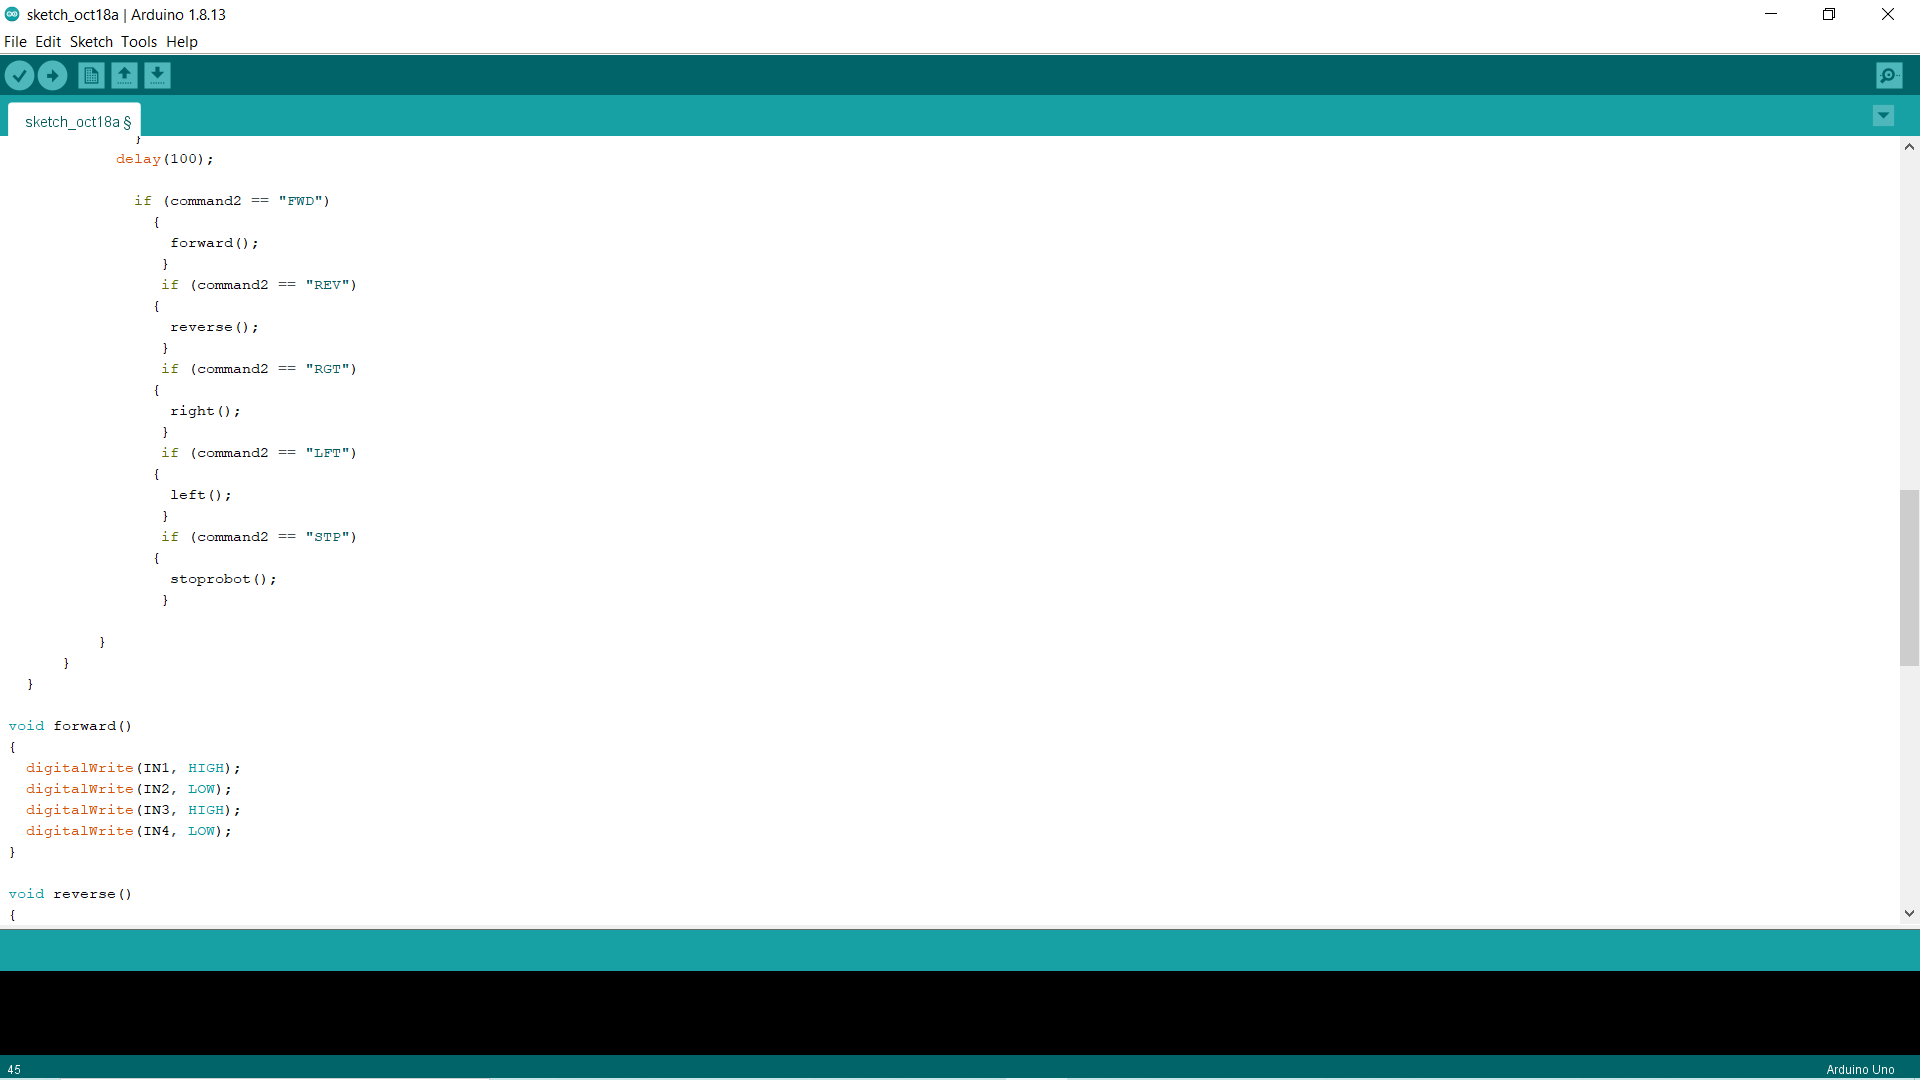 sketch_oct18a | Arduino 1.8.13
File Edit Sketch Tools Help
sketch_oct18a §
}
delay(100);
if (command2 == "FWD")
{
forward();
}
if (command2 == "REV")
{
reverse();
}
if (command2 == "RGT")
{
right();
}
if (command2 == "LFT")
{
left();
}
if (command2 == "STP")
{
stoprobot();
}
}
}
}
void forward()
{
digitalWrite(IN1, HIGH);
digitalWrite(IN2, LOW);
digitalWrite(IN3, HIGH);
digitalWrite(IN4, LOW);
}
void reverse()
{
45
Arduino Uno